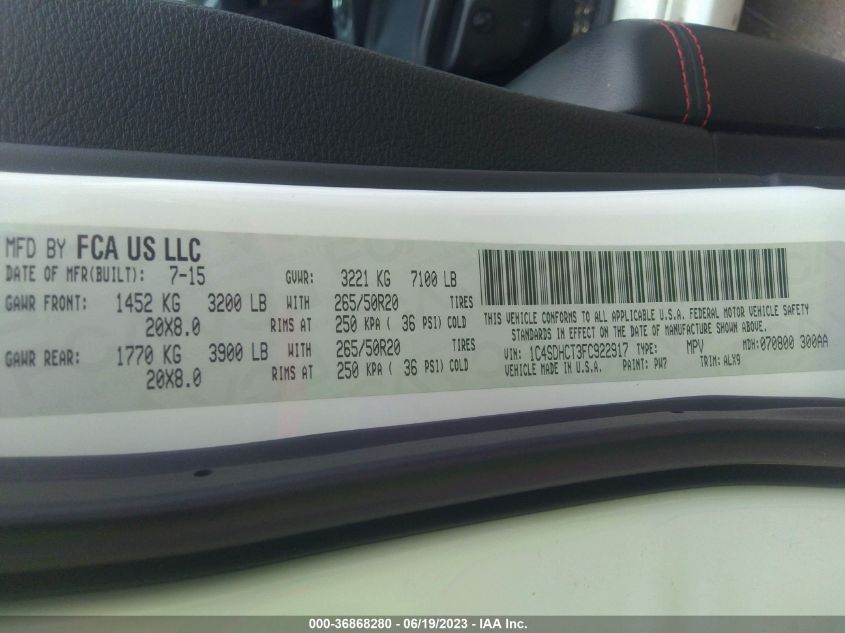 MFD BY FCA US LLC
DATE OF MFR(BUILT): 7-15 GVWR: 3221 KG 7100 LB
GAWR FRONT: 1452 KG 3200 LB WITH 265/50R20 TIRES
20X8.0 RIMS AT 250 KPA ( 36 PSI) COLD
GAWR REAR: 1770 KG 3900 LB WITH 265/50R20 TIRES
20X8.0 RIMS AT 250 KPA ( 36 PSI) COLD
THIS VEHICLE CONFORMS TO ALL APPLICABLE U.S.A. FEDERAL MOTOR VEHICLE SAFETY
STANDARDS IN EFFECT ON THE DATE OF MANUFACTURE SHOWN ABOVE.
VIN: 1C4SDHCT3FC922917 TYPE: MPV MDH:070800 300AA
VEHICLE MADE IN U.S.A. PAINT: PW7 TRIM: ALX9
000-36868280 - 06/19/2023 - IAA Inc.